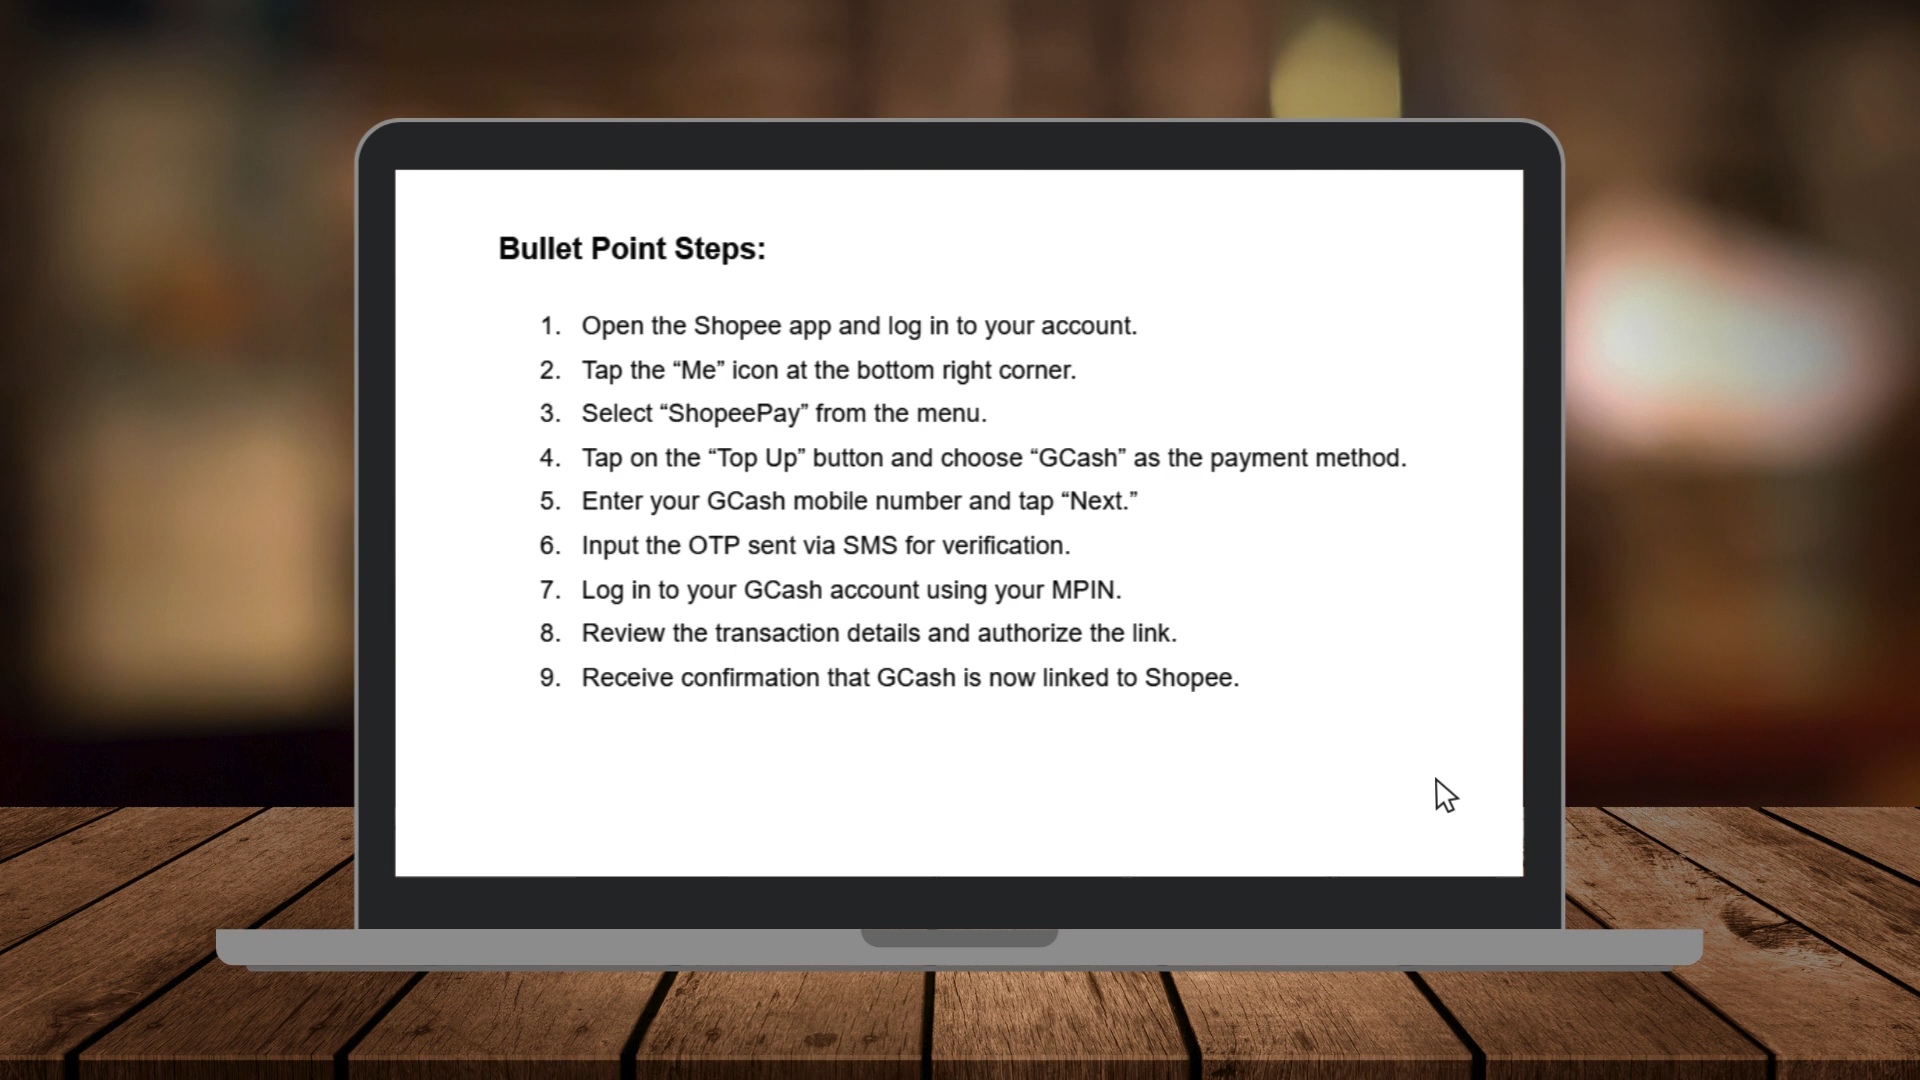 Bullet Point Steps:
1. Open the Shopee app and log in to your account.
2. Tap the “Me” icon at the bottom right corner.
3. Select “ShopeePay” from the menu.
4. Tap on the “Top Up” button and choose “GCash” as the payment method.
5. Enter your GCash mobile number and tap “Next.”
6. Input the OTP sent via SMS for verification.
7. Log in to your GCash account using your MPIN.
8. Review the transaction details and authorize the link.
9. Receive confirmation that GCash is now linked to Shopee.